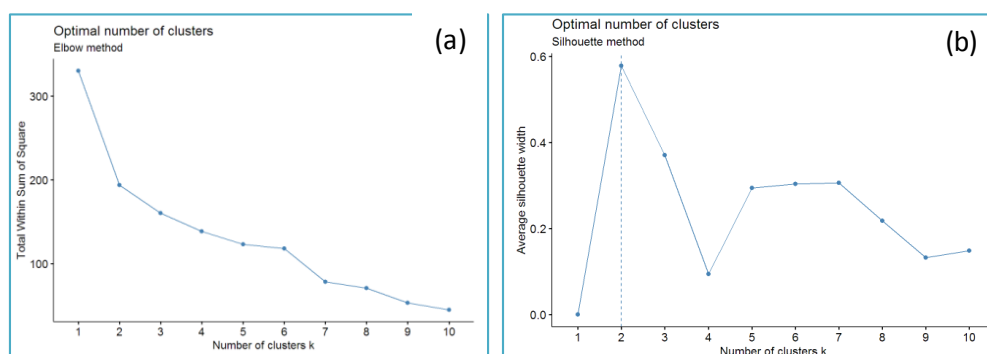 Optimal number of clusters
Elbow method
(a)
300
200
100
Total Within Sum of Square
1 2 3 4 5 6 7 8 9 10
Number of clusters k
Optimal number of clusters
Silhouette method
(b)
0.6
0.4
0.2
0.0
Average silhouette width
1 2 3 4 5 6 7 8 9 10
Number of clusters k